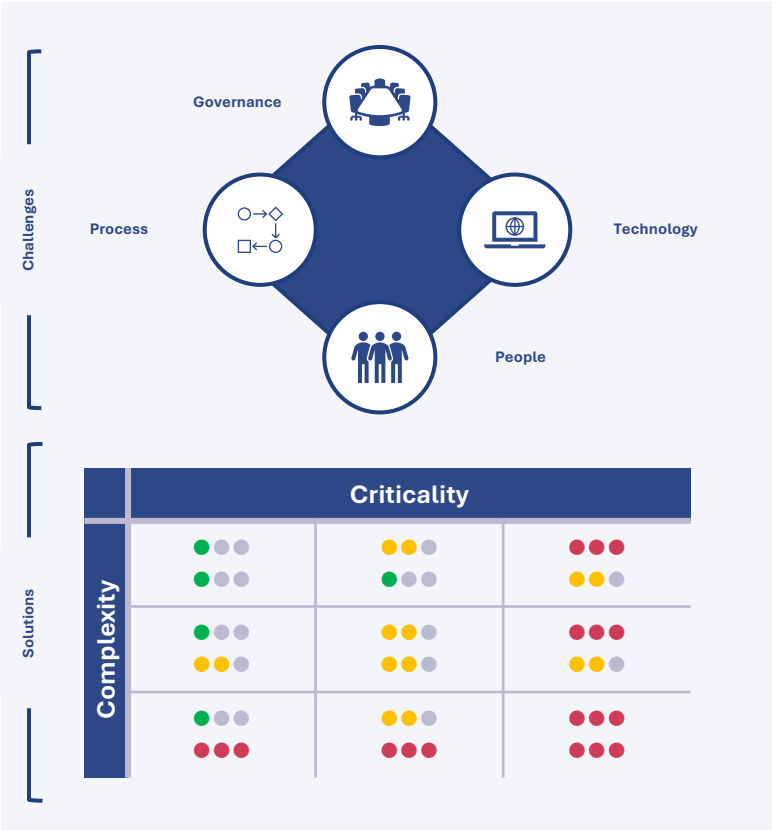 Governance
Challenges
Process
Technology
People
Criticality
Complexity
Solutions